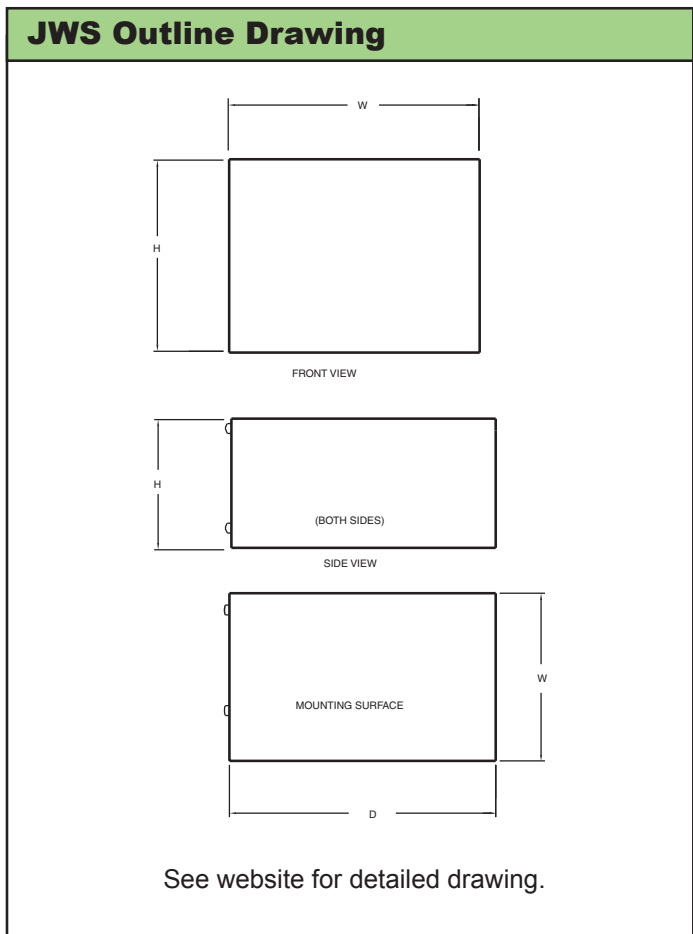 JWS Outline Drawing
W
H
FRONT VIEW
H
(BOTH SIDES)
SIDE VIEW
MOUNTING SURFACE
W
D
See website for detailed drawing.